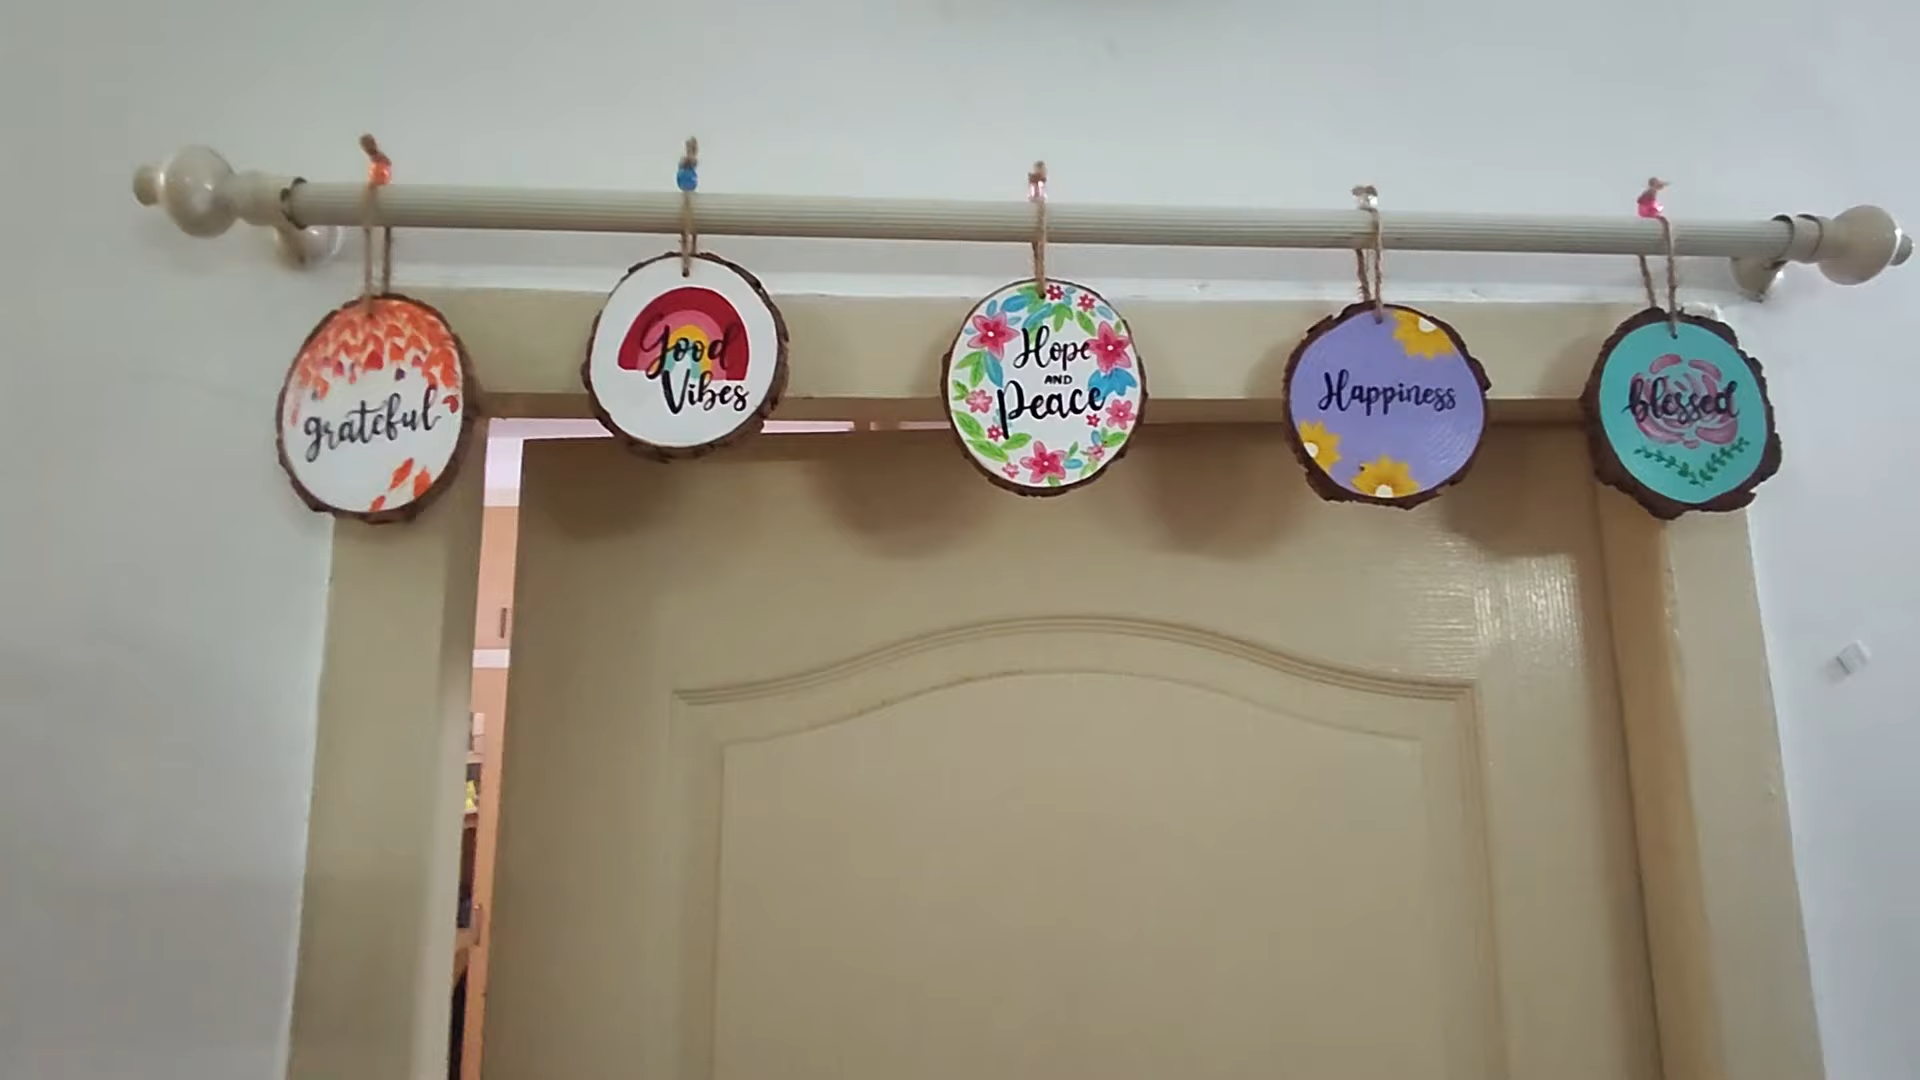 grateful
Good
Vibes
Hope
AND
Peace
Happiness
blessed